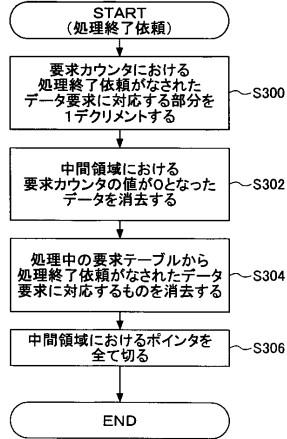 START
(処理終了依頼)
要求カウンタにおける
処理終了依頼がなされた
データ要求に対応する部分を
1デクリメントする
S300
中間領域における
要求カウンタの値が0となった
データを消去する
S302
処理中の要求テーブルから
処理終了依頼がなされたデータ
要求に対応するものを消去する
S304
中間領域におけるポインタを
全て切る
S306
END